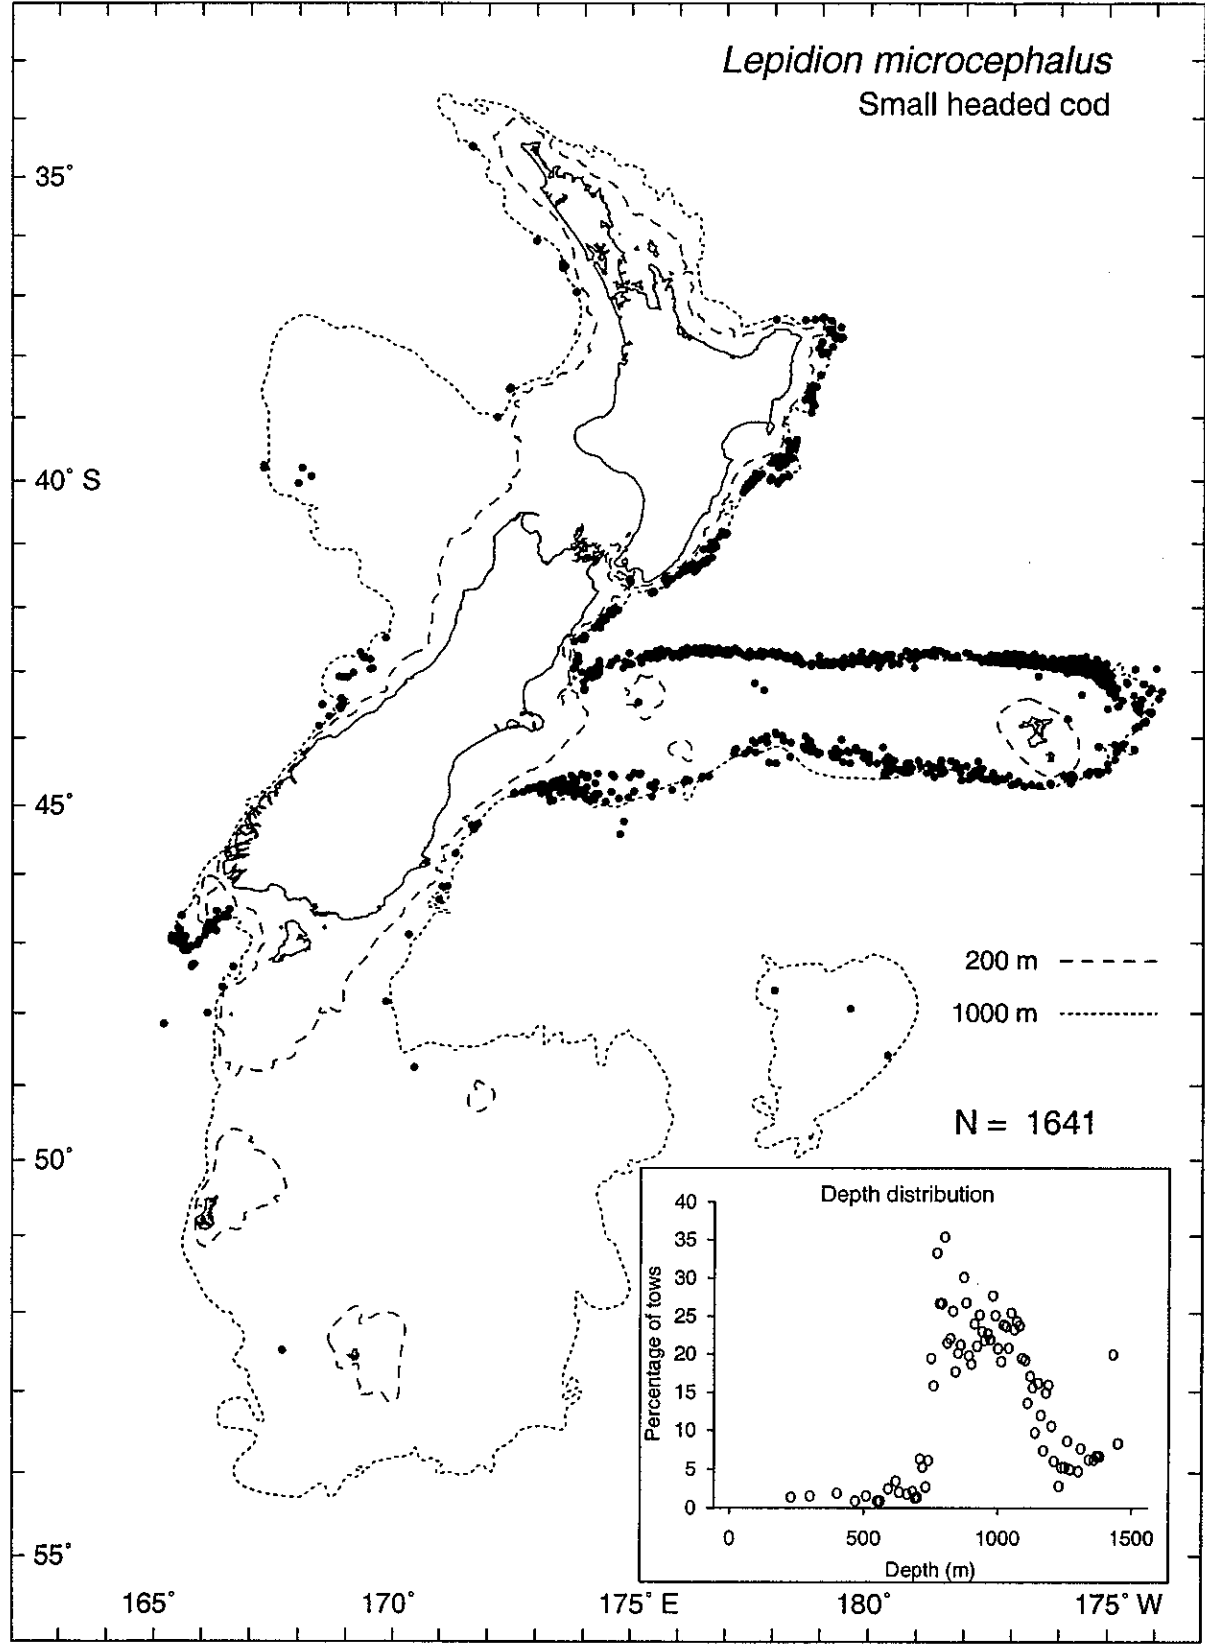 Lepidion microcephalus
Small headed cod
35°
40° S
45°
50°
55°
200 m
1000 m
N = 1641
Depth distribution
40
35
30
25
20
15
10
5
0
Percentage of tows
0 500 1000 1500
Depth (m)
165° 170° 175° E 180° 175° W